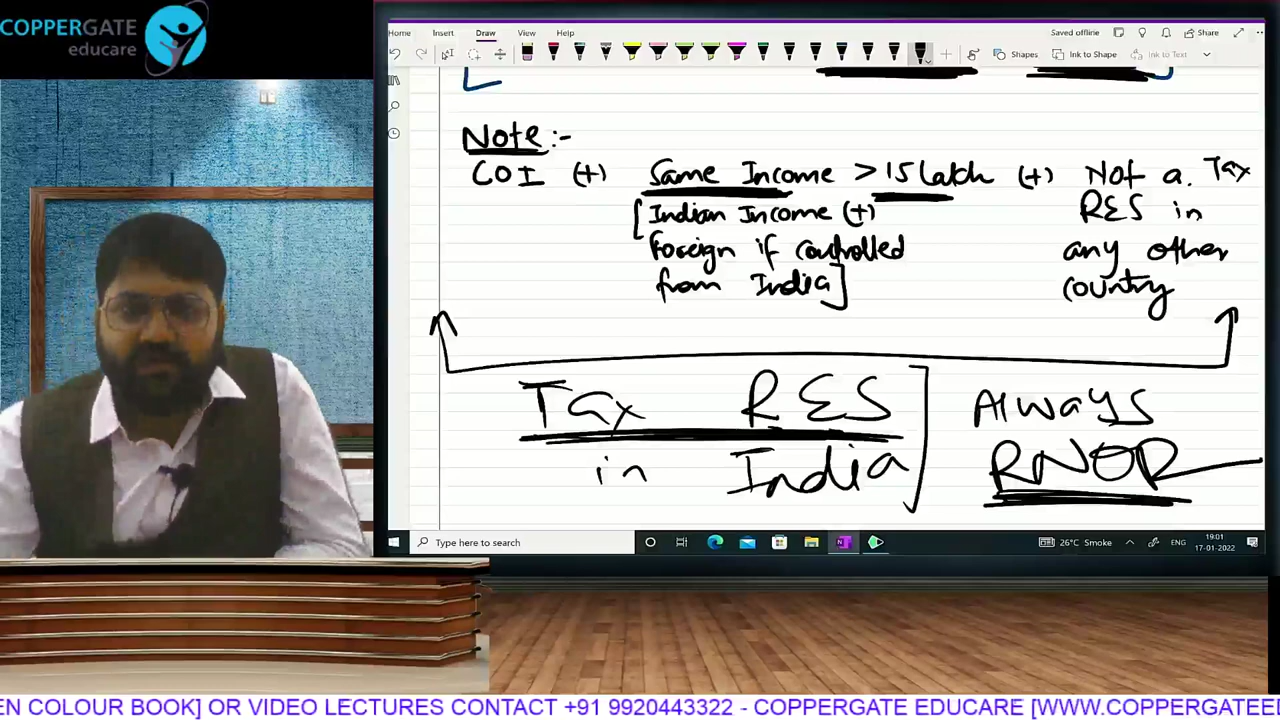 COPPERGATE
educare
Home Insert Draw View Help
Saved offline Share
Shapes Ink to Shape Ink to Text
Note:-
COI (+) Same Income > 15 Lakh (+) Not a. Tax
[Indian Income (+) RES in
Foreign if controlled any other
from India] country
Tax RES Always
in India RNOR
Type here to search
26°C Smoke ENG 19:01
17-01-2022
EN COLOUR BOOK] OR VIDEO LECTURES CONTACT +91 9920443322 - COPPERGATE EDUCARE [WWW.COPPERGATEE